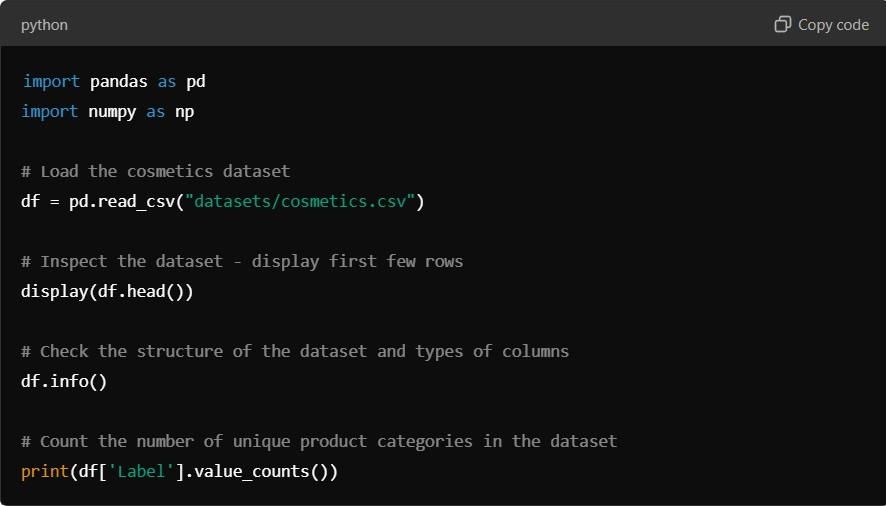 python
Copy code
import pandas as pd
import numpy as np
# Load the cosmetics dataset
df = pd.read_csv("datasets/cosmetics.csv")
# Inspect the dataset - display first few rows
display(df.head())
# Check the structure of the dataset and types of columns
df.info()
# Count the number of unique product categories in the dataset
print(df['Label'].value_counts())